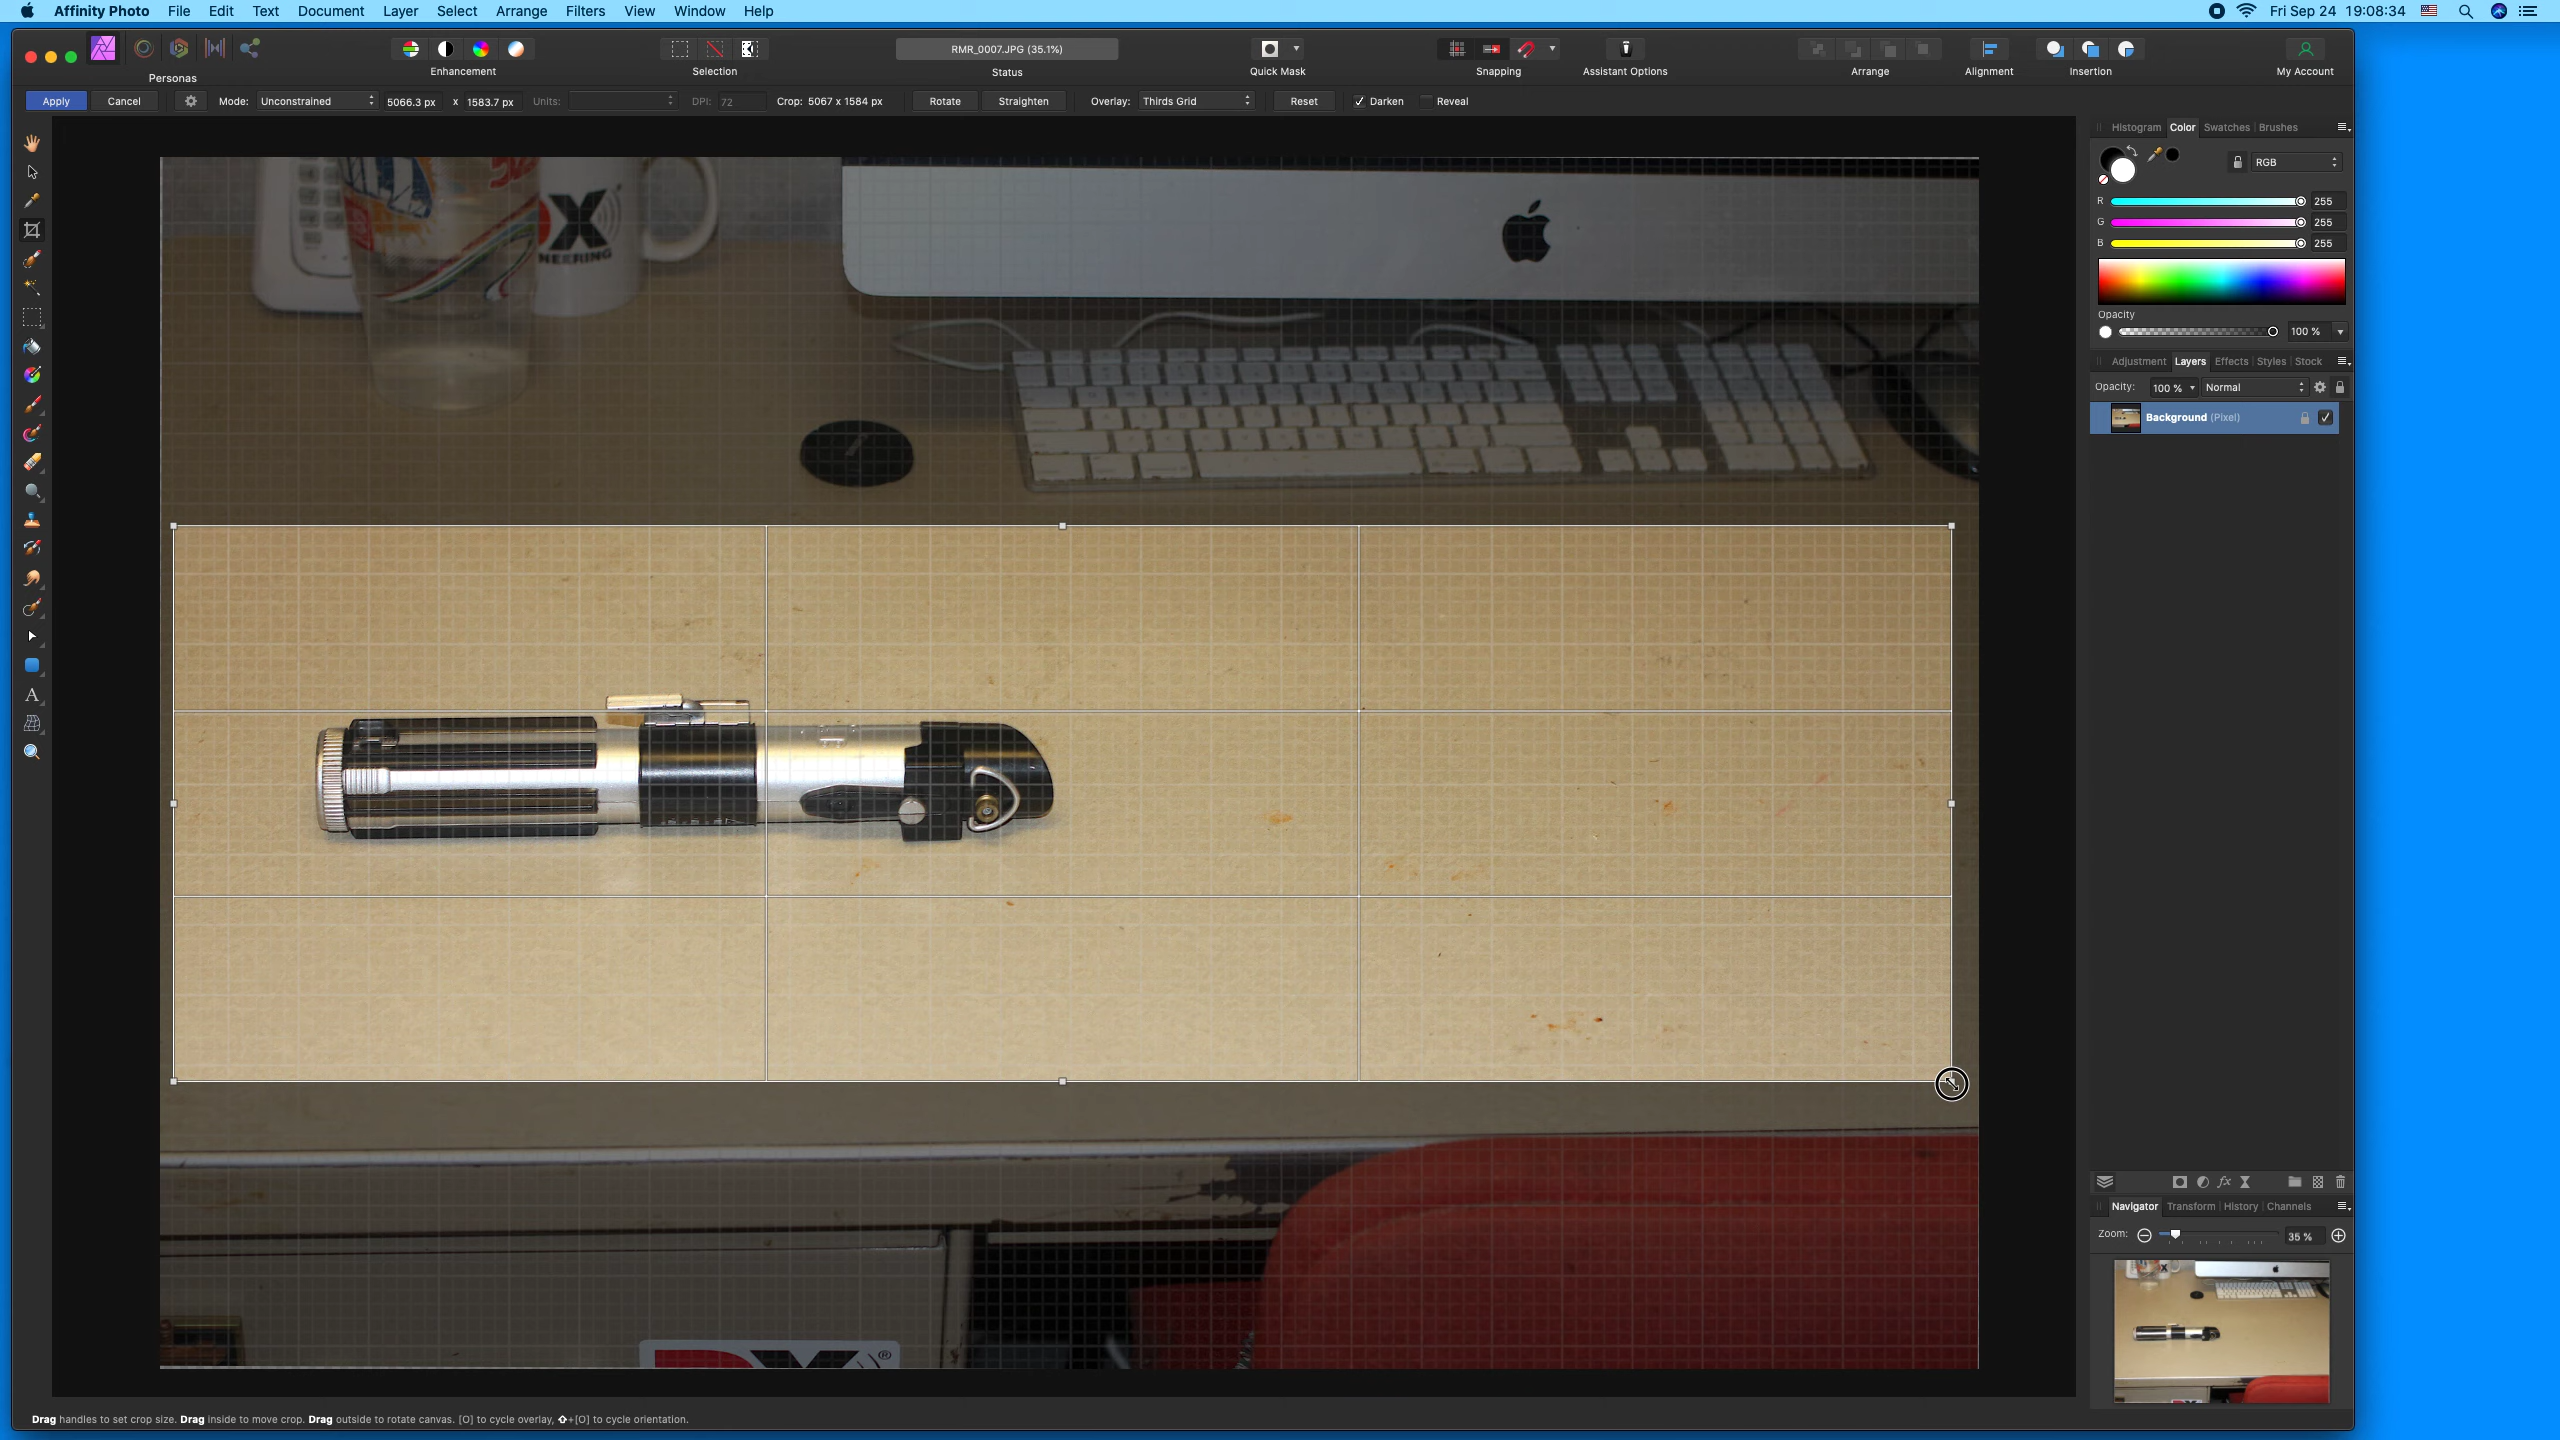 Affinity Photo File Edit Text Document Layer Select Arrange Filters View Window Help
Fri Sep 24 19:08:34
RMR_0007.JPG (35.1%)
Personas
Enhancement
Selection
Status
Quick Mask
Snapping
Assistant Options
Arrange
Alignment
Insertion
My Account
Apply Cancel Mode: Unconstrained 5066.3 px x 1583.7 px Units: DPI: 72 Crop: 5067 x 1584 px Rotate Straighten Overlay: Thirds Grid Reset Darken Reveal
Histogram Color Swatches Brushes
RGB
R 255
G 255
B 255
Opacity
100 %
Adjustment Layers Effects Styles Stock
Opacity: 100 % Normal
Background (Pixel)
fx
Navigator Transform History Channels
Zoom: 35 %
X
NEERING
A
DX®
Drag handles to set crop size. Drag inside to move crop. Drag outside to rotate canvas. [O] to cycle overlay, ⇧+[O] to cycle orientation.